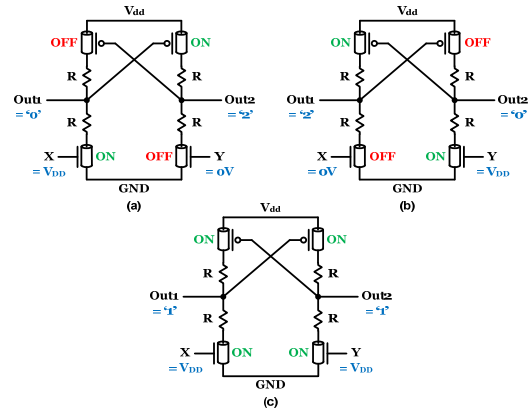 Vdd
OFF
ON
R
R
Out1
= '0'
Out2
= '2'
R
R
X
= VDD
ON
OFF
Y
= 0V
GND
(a)
Vdd
ON
OFF
R
R
Out1
= '2'
Out2
= '0'
R
R
X
0V
OFF
ON
Y
= VDD
GND
(b)
Vdd
ON
ON
R
R
Out1
= '1'
Out2
= '1'
R
R
X
= VDD
ON
ON
Y
= VDD
GND
(c)